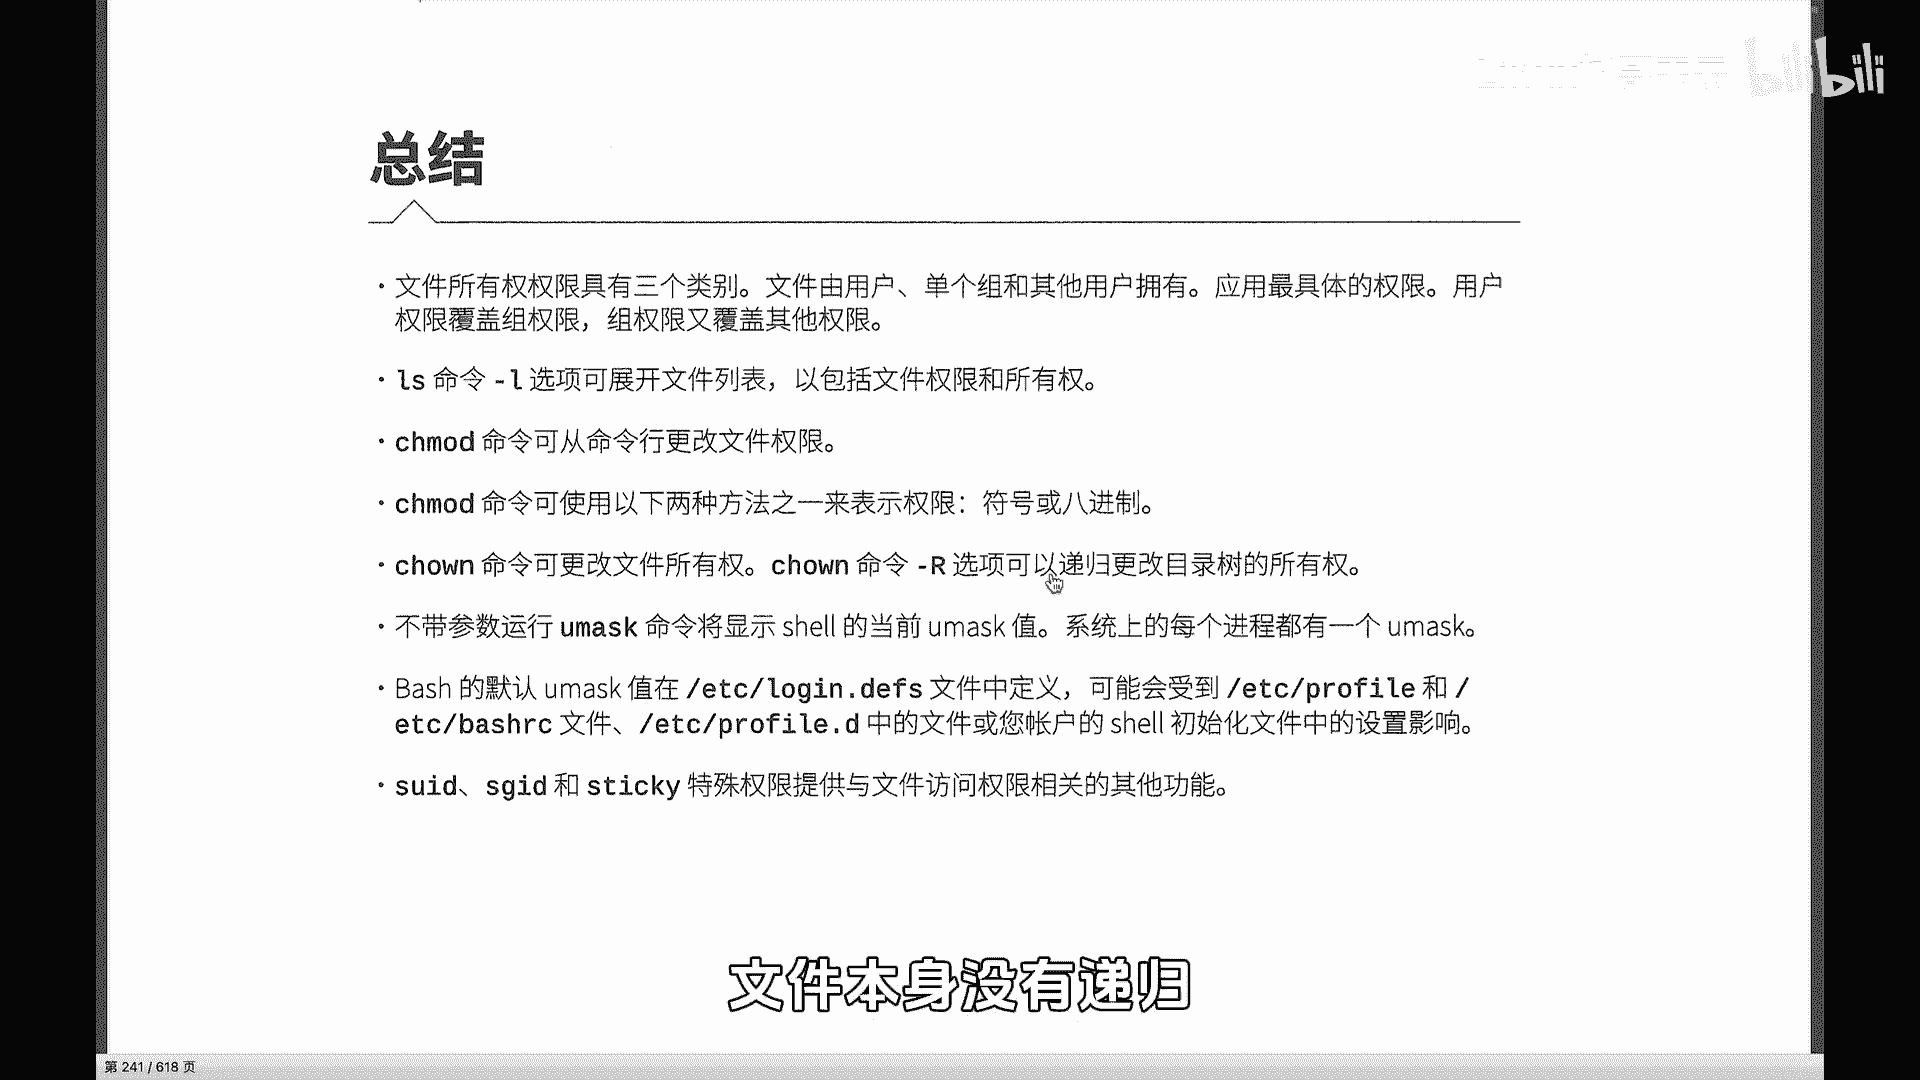 bilibili
总结
• 文件所有权权限具有三个类别。文件由用户、单个组和其他用户拥有。应用最具体的权限。用户
权限覆盖组权限，组权限又覆盖其他权限。
• ls 命令 -l 选项可展开文件列表，以包括文件权限和所有权。
• chmod 命令可从命令行更改文件权限。
• chmod 命令可使用以下两种方法之一来表示权限：符号或八进制。
• chown 命令可更改文件所有权。chown 命令 -R 选项可以递归更改目录树的所有权。
• 不带参数运行 umask 命令将显示 shell 的当前 umask 值。系统上的每个进程都有一个 umask。
• Bash 的默认 umask 值在 /etc/login.defs 文件中定义，可能会受到 /etc/profile 和 /
etc/bashrc 文件、/etc/profile.d 中的文件或您帐户的 shell 初始化文件中的设置影响。
• suid、sgid 和 sticky 特殊权限提供与文件访问权限相关的其他功能。
文件本身没有递归
第 241 / 618 页